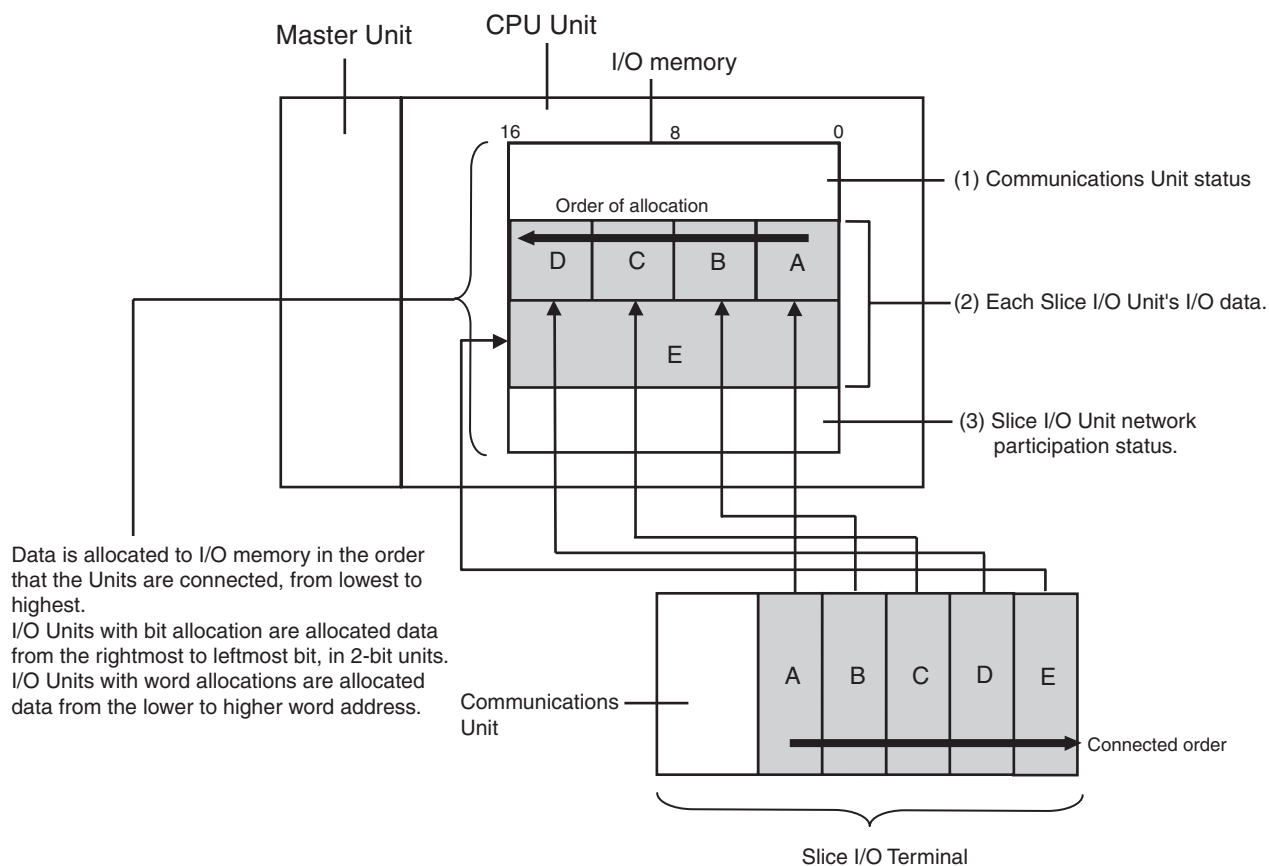 Master Unit
CPU Unit
I/O memory
16
8
0
(1) Communications Unit status
Order of allocation
D
C
B
A
(2) Each Slice I/O Unit's I/O data.
E
(3) Slice I/O Unit network
participation status.
Data is allocated to I/O memory in the order
that the Units are connected, from lowest to
highest.
I/O Units with bit allocation are allocated data
from the rightmost to leftmost bit, in 2-bit units.
I/O Units with word allocations are allocated
data from the lower to higher word address.
Communications
Unit
A
B
C
D
E
Connected order
Slice I/O Terminal